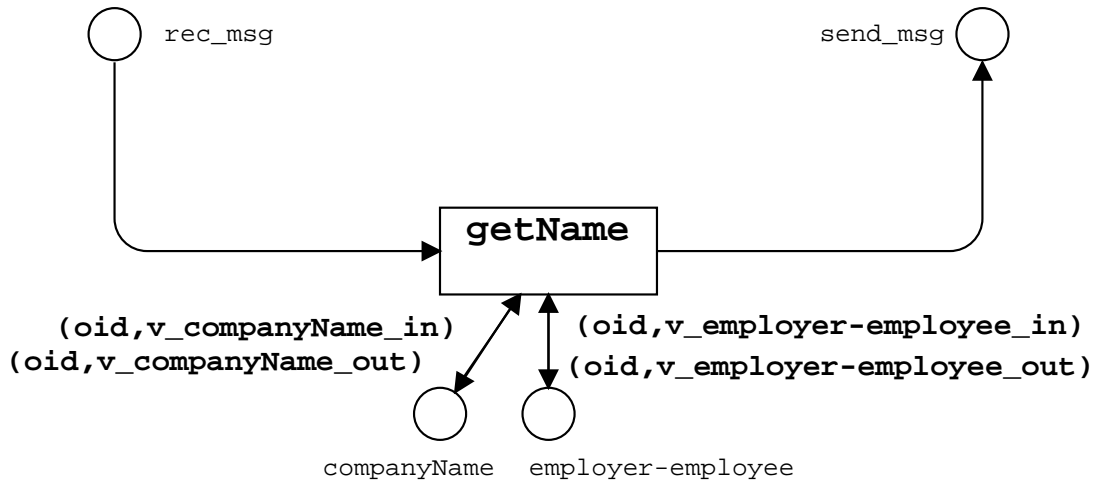 rec_msg
send_msg
getName
(oid,v_companyName_in)
(oid,v_companyName_out)
(oid,v_employer-employee_in)
(oid,v_employer-employee_out)
companyName
employer-employee